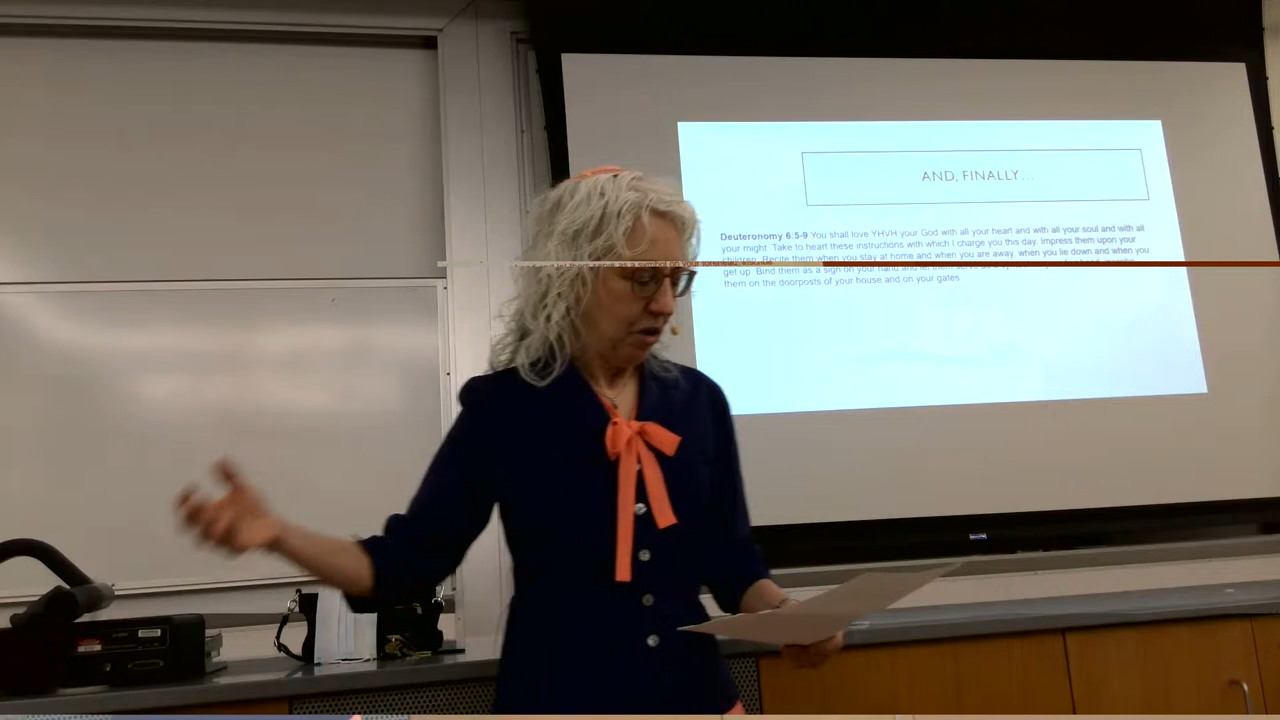 AND, FINALLY...
Deuteronomy 6:5-9 You shall love YHVH your God with all your heart and with all your soul and with all
your might. Take to heart these instructions with which I charge you this day. Impress them upon your
children. Recite them when you stay at home and when you are away, when you lie down and when you
get up. Bind them as a sign on your hand and let them serve as a
them on the doorposts of your house and on your gates